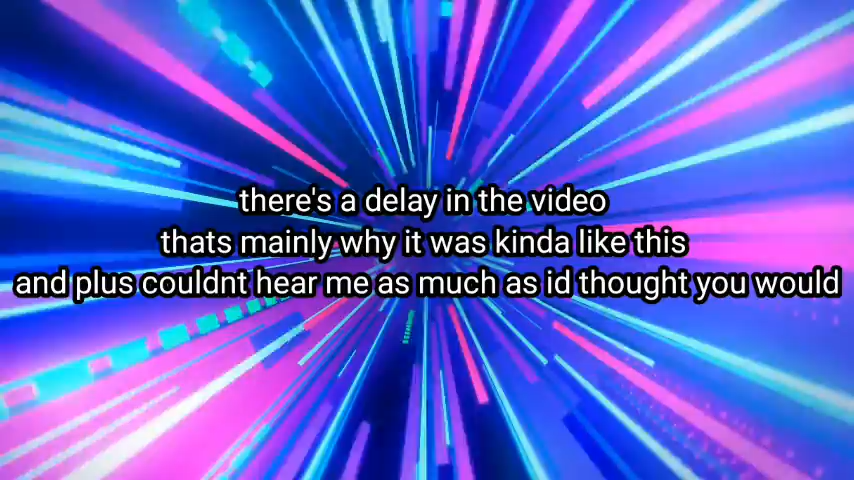 there's a delay in the video
thats mainly why it was kinda like this
and plus couldnt hear me as much as id thought you would